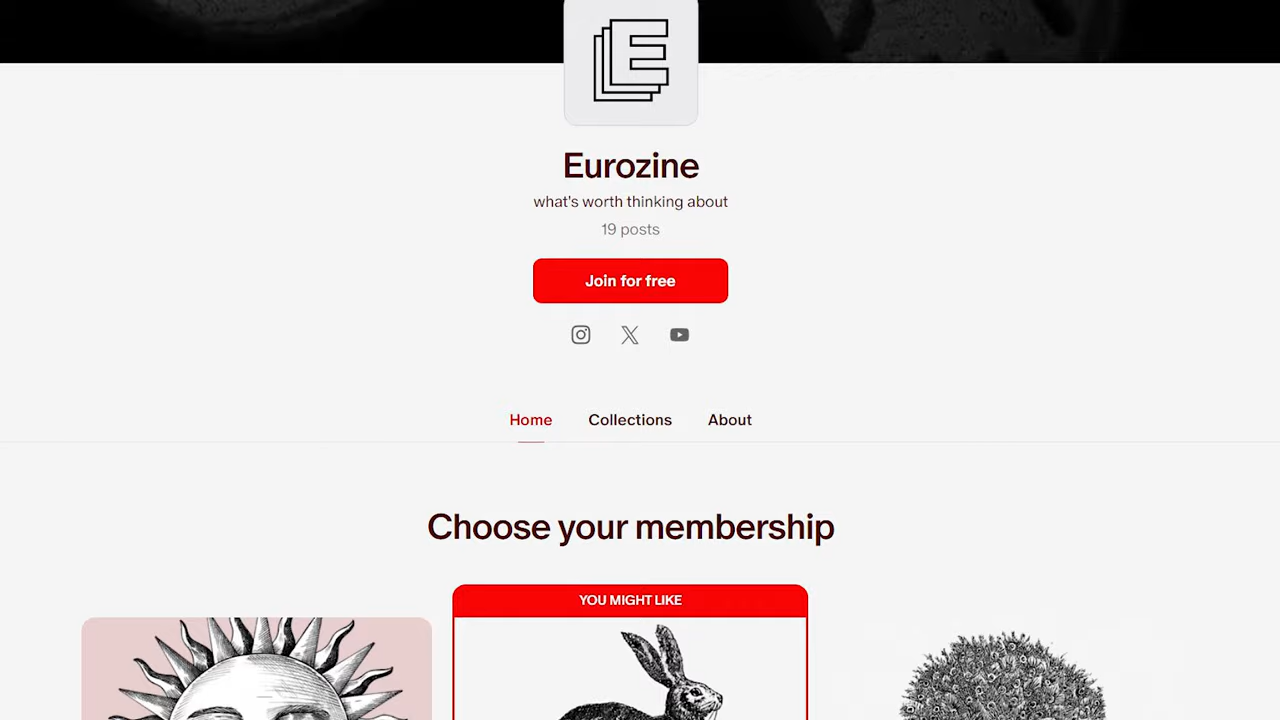 E
Eurozine
what's worth thinking about
19 posts
Join for free
Home Collections About
Choose your membership
YOU MIGHT LIKE